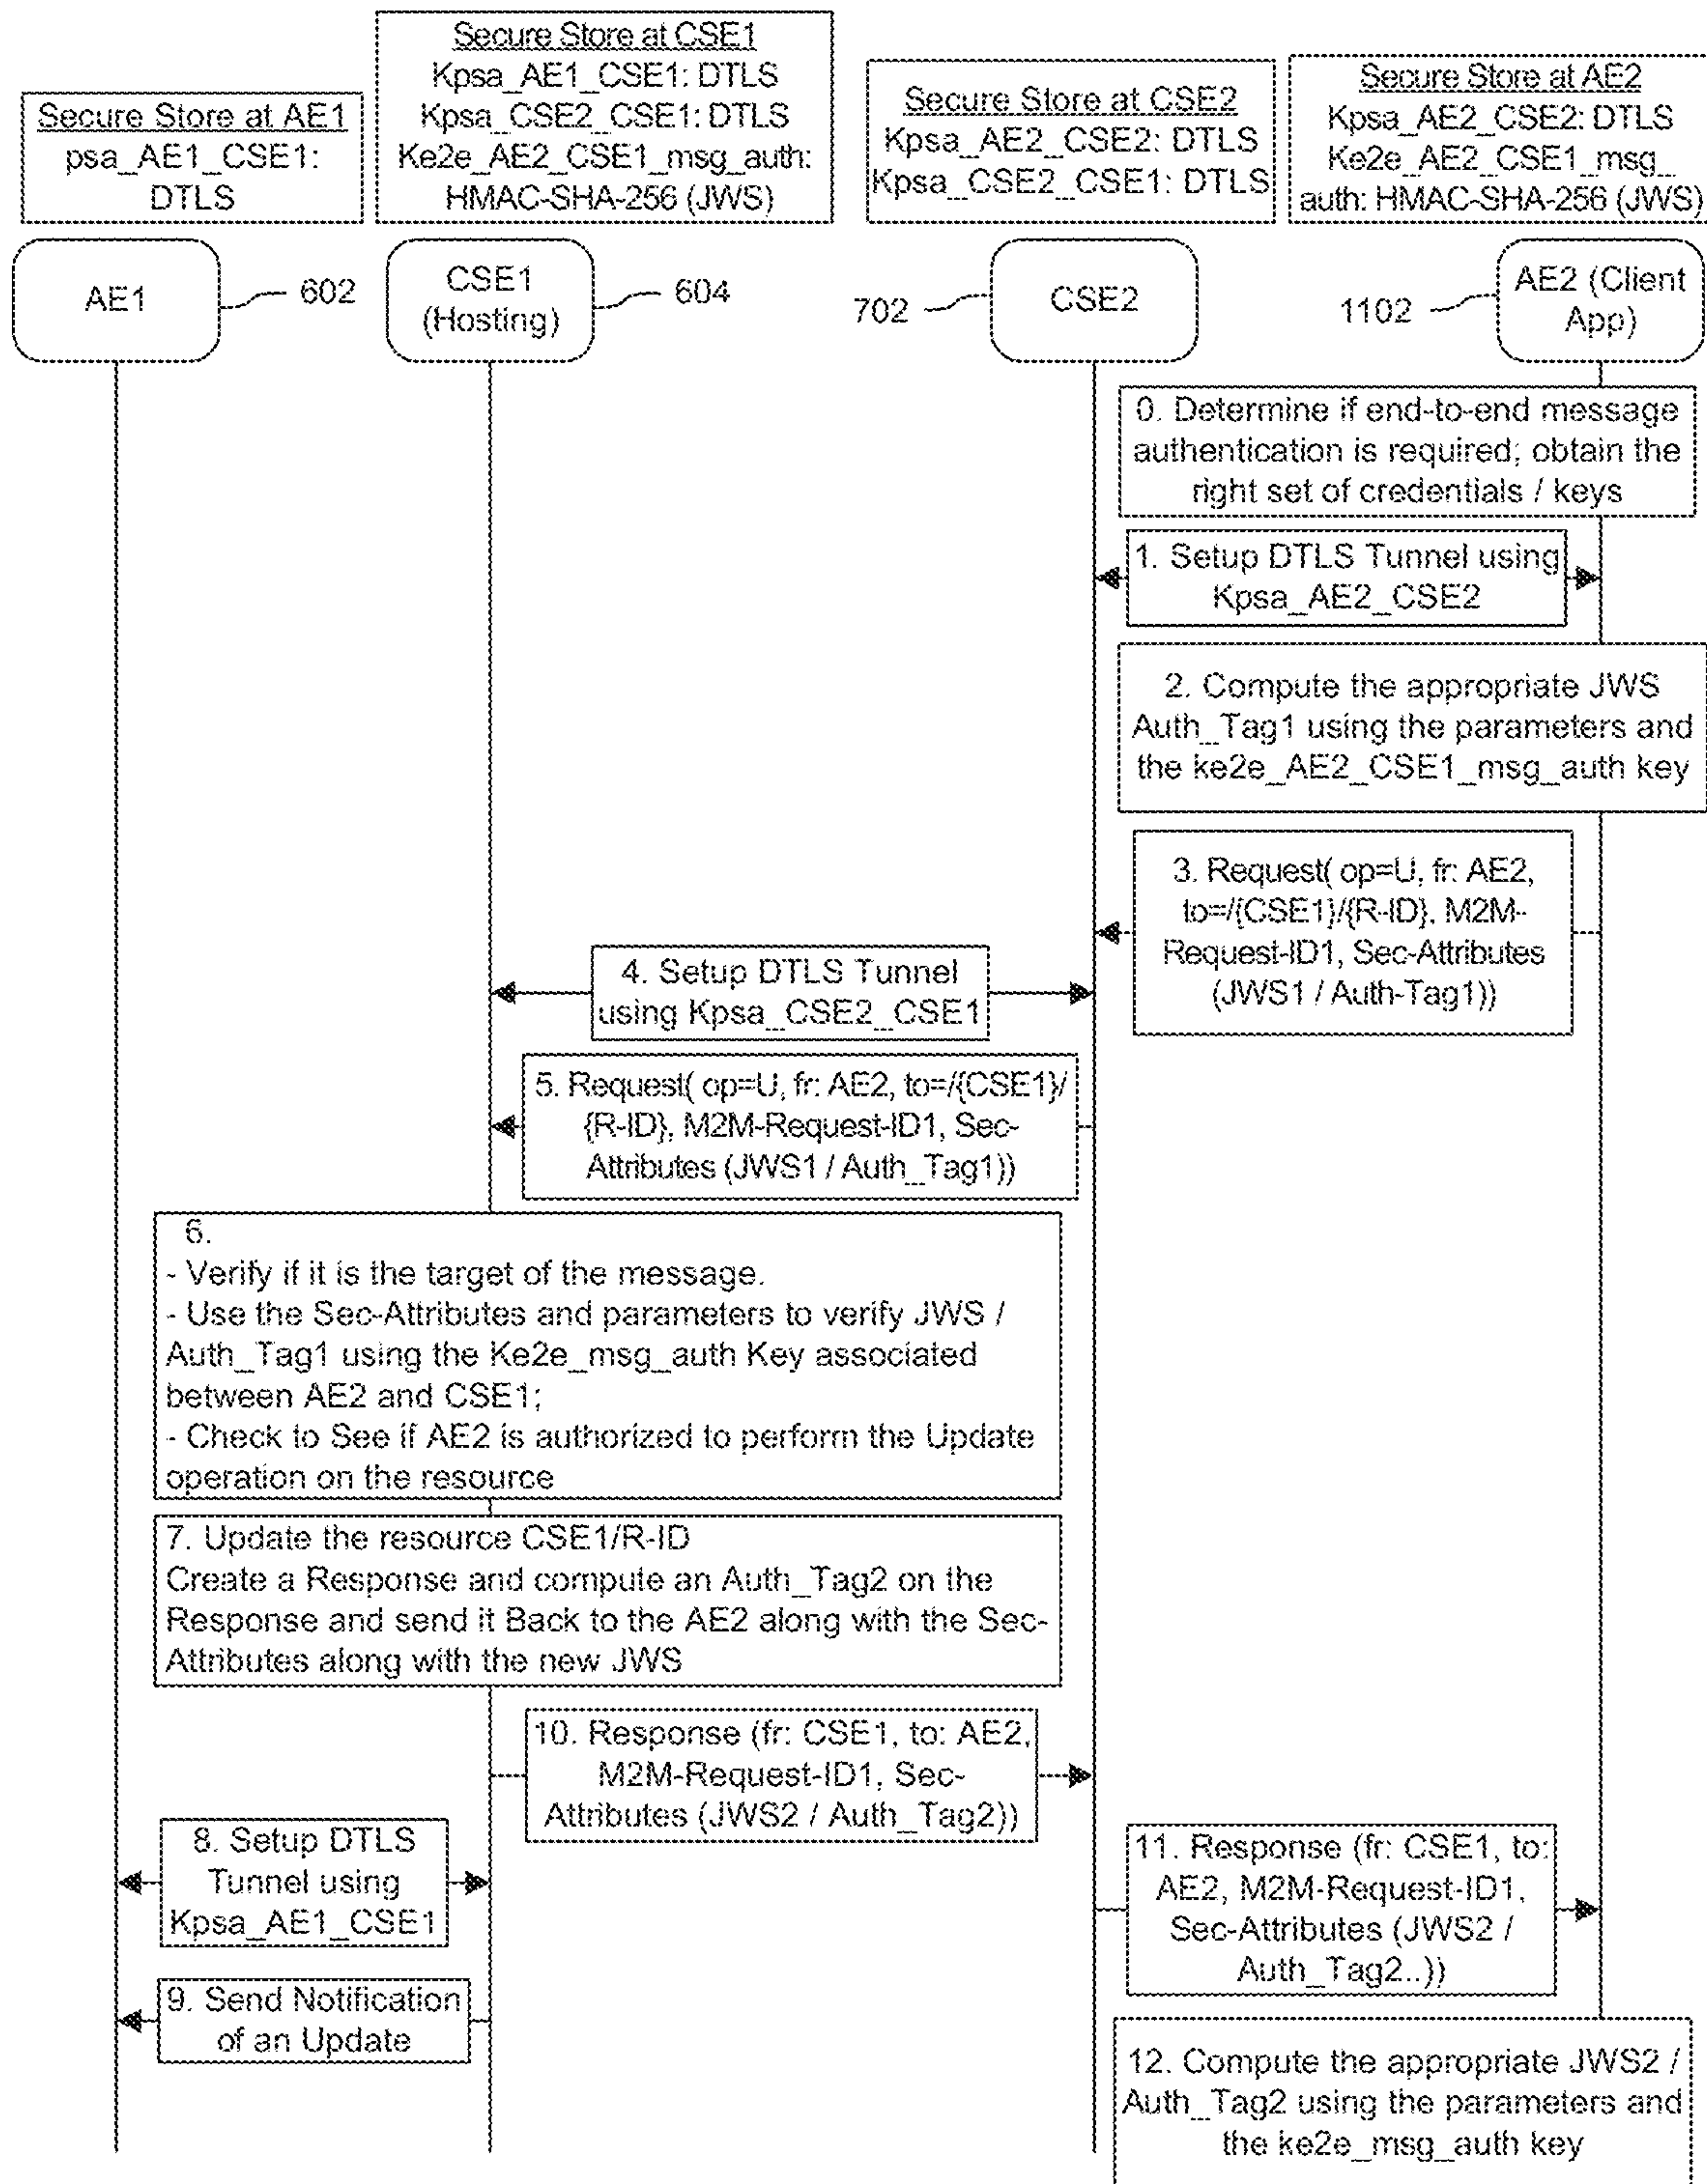 Secure Store at AE1
psa_AE1_CSE1:
DTLS
Secure Store at CSE1
Kpsa_AE1_CSE1: DTLS
Kpsa_CSE2_CSE1: DTLS
Ke2e_AE2_CSE1_msg_auth:
HMAC-SHA-256 (JWS)
Secure Store at CSE2
Kpsa_AE2_CSE2: DTLS
Kpsa_CSE2_CSE1: DTLS
Secure Store at AE2
Kpsa_AE2_CSE2: DTLS
Ke2e_AE2_CSE1_msg_
auth: HMAC-SHA-256 (JWS)
AE1
602
CSE1
(Hosting)
604
702
CSE2
1102
AE2 (Client
App)
0. Determine if end-to-end message
authentication is required; obtain the
right set of credentials / keys
1. Setup DTLS Tunnel using
Kpsa_AE2_CSE2
2. Compute the appropriate JWS
Auth_Tag1 using the parameters and
the ke2e_AE2_CSE1_msg_auth key
3. Request( op=U, fr: AE2,
to=/{CSE1}/{R-ID}, M2M-
Request-ID1, Sec-Attributes
(JWS1 / Auth-Tag1))
4. Setup DTLS Tunnel
using Kpsa_CSE2_CSE1
5. Request( op=U, fr: AE2, to=/{CSE1}/
{R-ID}, M2M-Request-ID1, Sec-
Attributes (JWS1 / Auth_Tag1))
6.
- Verify if it is the target of the message.
- Use the Sec-Attributes and parameters to verify JWS /
Auth_Tag1 using the Ke2e_msg_auth Key associated
between AE2 and CSE1;
- Check to See if AE2 is authorized to perform the Update
operation on the resource
7. Update the resource CSE1/R-ID
Create a Response and compute an Auth_Tag2 on the
Response and send it Back to the AE2 along with the Sec-
Attributes along with the new JWS
10. Response (fr: CSE1, to: AE2,
M2M-Request-ID1, Sec-
Attributes (JWS2 / Auth_Tag2))
8. Setup DTLS
Tunnel using
Kpsa_AE1_CSE1
11. Response (fr: CSE1, to:
AE2, M2M-Request-ID1,
Sec-Attributes (JWS2 /
Auth_Tag2..))
9. Send Notification
of an Update
12. Compute the appropriate JWS2 /
Auth_Tag2 using the parameters and
the ke2e_msg_auth key